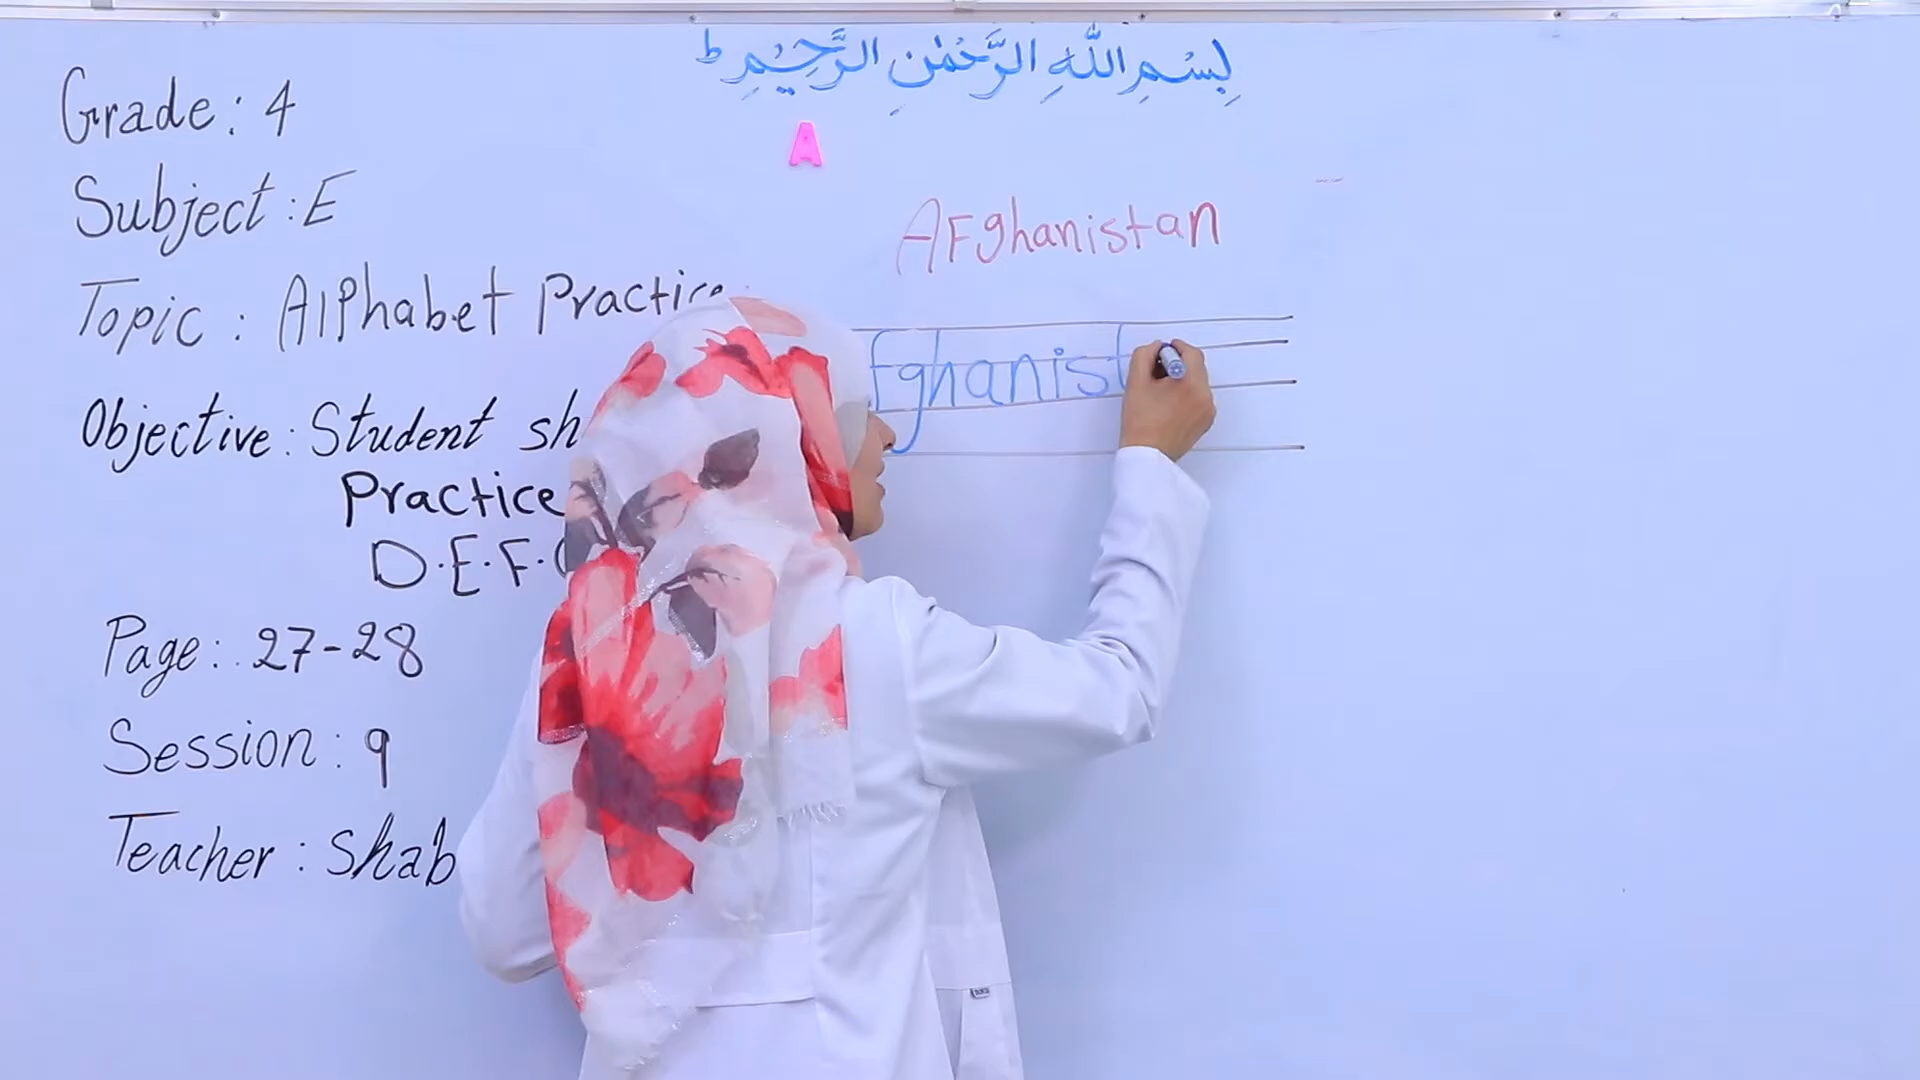 بِسْمِ اللّٰهِ الرَّحْمٰنِ الرَّحِيْمِ ط
A
Grade: 4
Subject: E
AFghanistan
Topic: Alphabet Practice
fghanist
Objective: Student sh
Practice
D.E.F.
Page: 27-28
Session: 9
Teacher: Shab